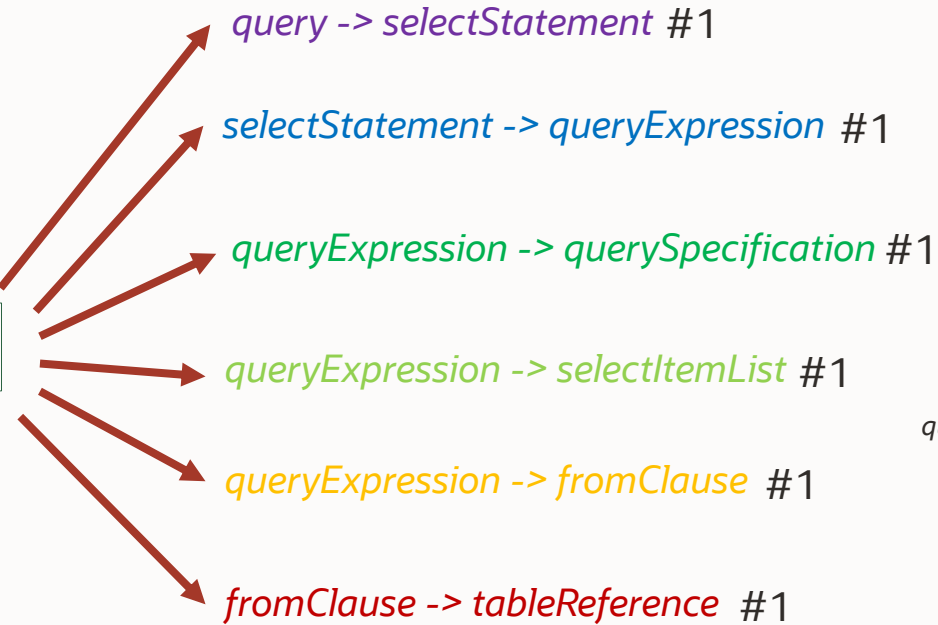 query -> selectStatement #1
selectStatement -> queryExpression #1
queryExpression -> querySpecification #1
queryExpression -> selectItemList #1
q
queryExpression -> fromClause #1
fromClause -> tableReference #1